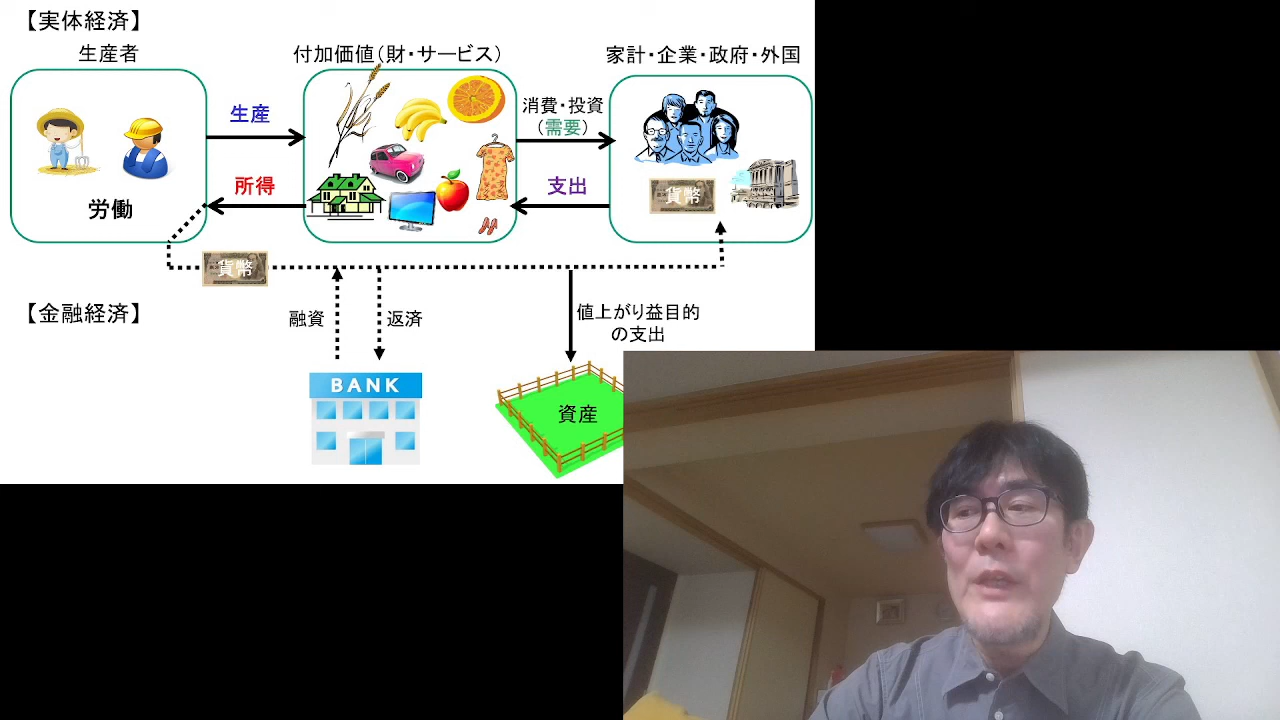 【実体経済】
生産者
付加価値(財・サービス)
家計・企業・政府・外国
生産
消費・投資
(需要)
所得
支出
労働
貨幣
貨幣
【金融経済】
融資
返済
値上がり益目的
の支出
BANK
資産